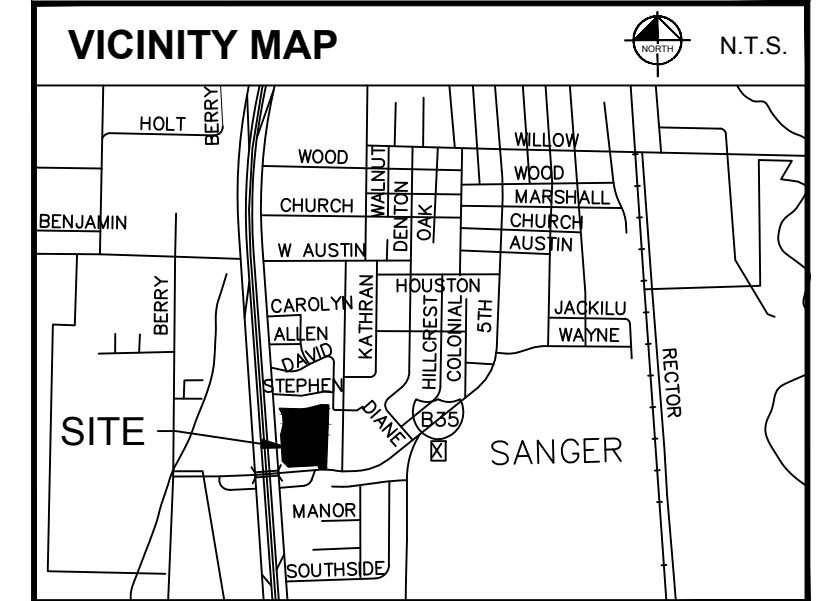 VICINITY MAP
NORTH
N.T.S.
HOLT
BERRY
WILLOW
WOOD
WALNUT
WOOD
DENTON
MARSHALL
CHURCH
OAK
BENJAMIN
CHURCH
W AUSTIN
AUSTIN
BERRY
KATHRAN
HOUSTON
CAROLYN
HILLCREST
COLONIAL
5TH
JACKILU
ALLEN
WAYNE
DAVID
RECTOR
STEPHEN
DIANE
B35
SITE
SANGER
X
MANOR
SOUTHSIDE